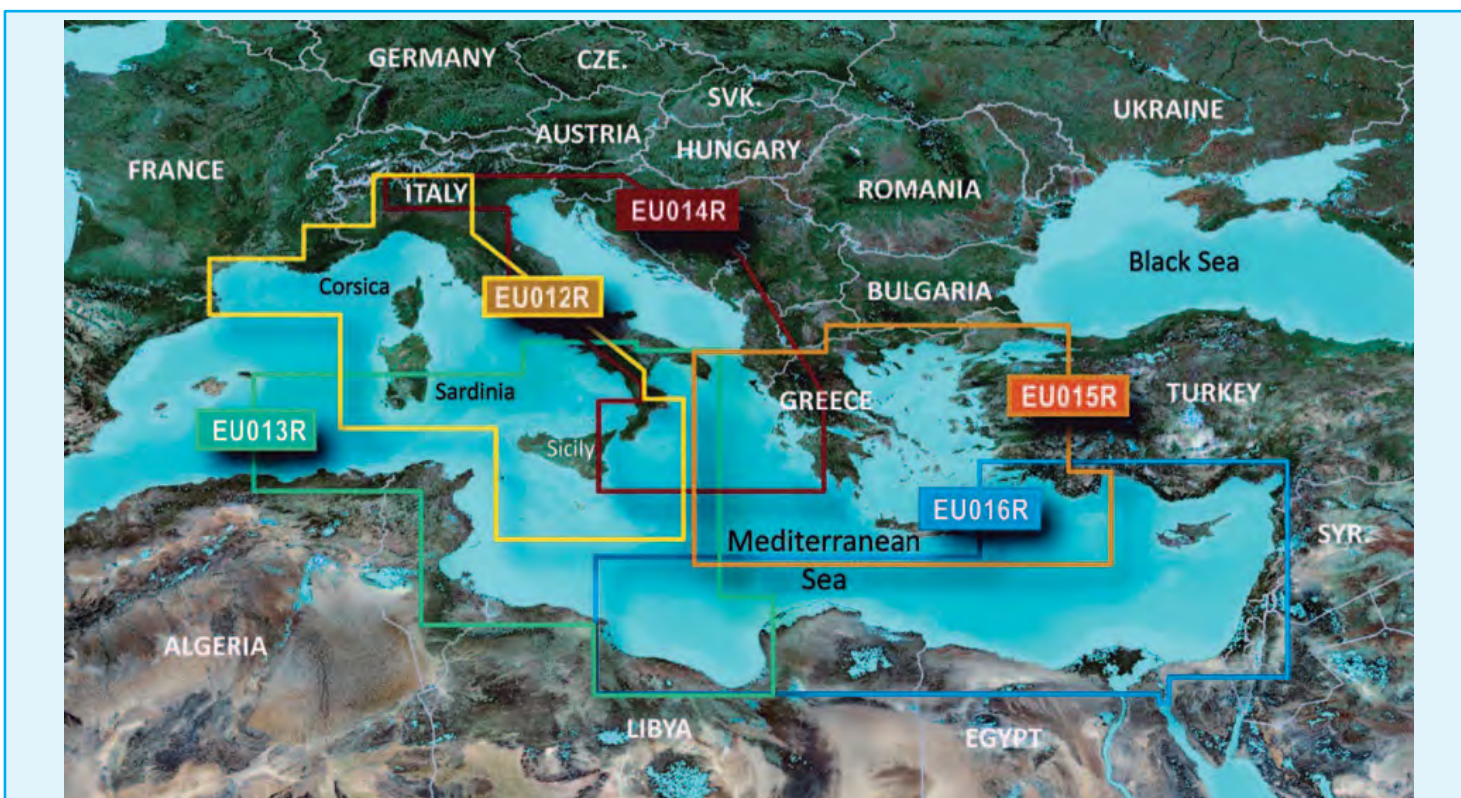 GERMANY
CZE.
SVK.
UKRAINE
AUSTRIA
HUNGARY
FRANCE
ROMANIA
ITALY
EU014R
Black Sea
Corsica
EU012R
BULGARIA
Sardinia
GREECE
EU015R
TURKEY
EU013R
Sicily
EU016R
Mediterranean
Sea
SYR.
ALGERIA
LIBYA
EGYPT